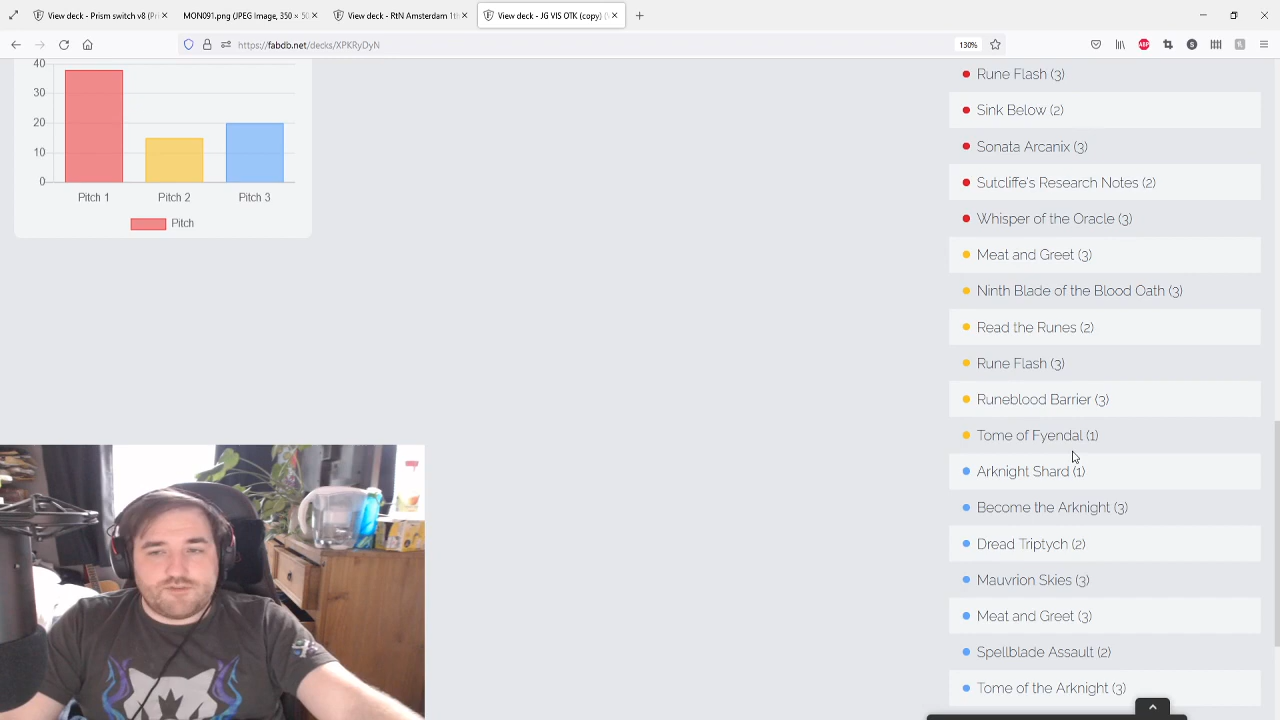 View deck - Prism switch v8 (Pri
MON091.png (JPEG Image, 350 × 50
View deck - RtN Amsterdam 1th
View deck - JG VIS OTK (copy) (
https://fabdb.net/decks/XPKRyDyN
130%
ABP
S
40
30
20
10
0
Pitch 1
Pitch 2
Pitch 3
Pitch
Rune Flash (3)
Sink Below (2)
Sonata Arcanix (3)
Sutcliffe's Research Notes (2)
Whisper of the Oracle (3)
Meat and Greet (3)
Ninth Blade of the Blood Oath (3)
Read the Runes (2)
Rune Flash (3)
Runeblood Barrier (3)
Tome of Fyendal (1)
Arknight Shard (1)
Become the Arknight (3)
Dread Triptych (2)
Mauvrion Skies (3)
Meat and Greet (3)
Spellblade Assault (2)
Tome of the Arknight (3)